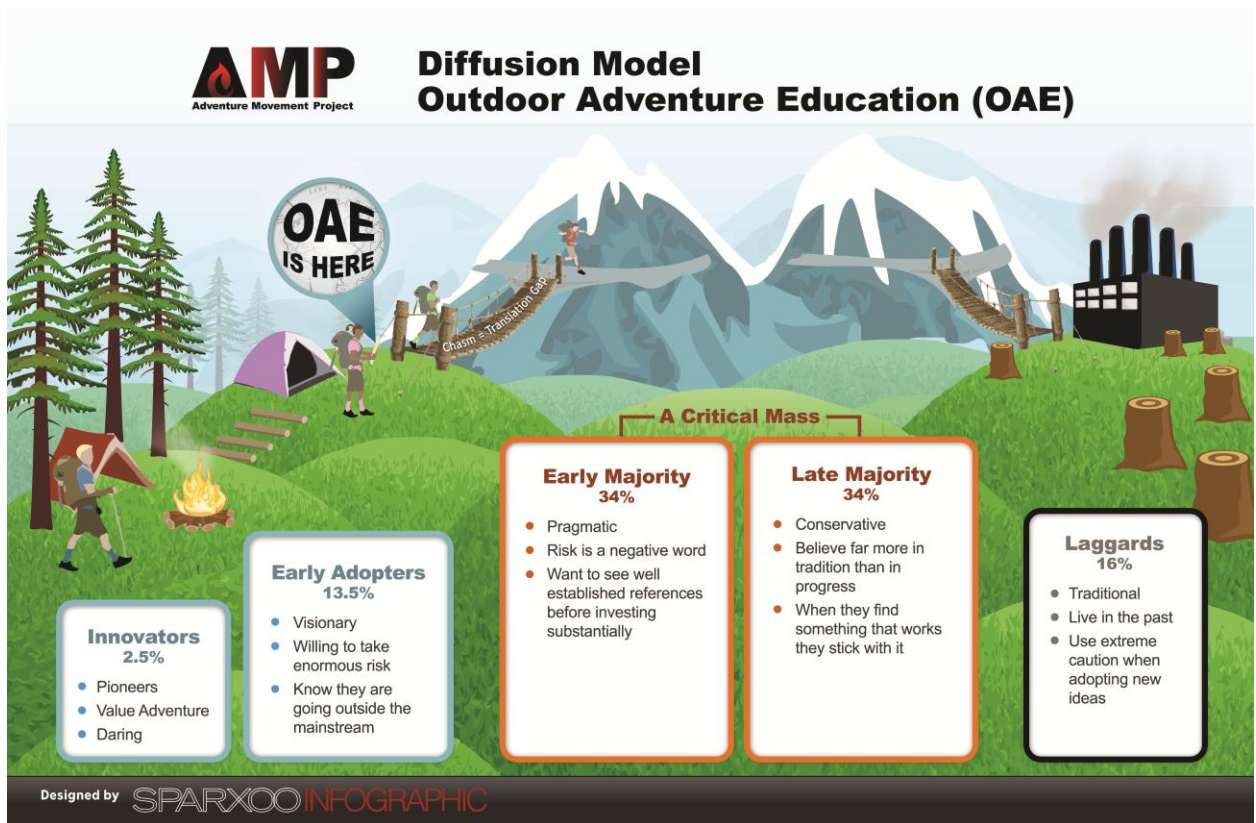 AMP
Adventure Movement Project
Diffusion Model
Outdoor Adventure Education (OAE)
OAE
IS HERE
Chasm = Translation Gap
A Critical Mass
Innovators
2.5%
Pioneers
Value Adventure
Daring
Early Adopters
13.5%
Visionary
Willing to take
enormous risk
Know they are
going outside the
mainstream
Early Majority
34%
Pragmatic
Risk is a negative word
Want to see well
established references
before investing
substantially
Late Majority
34%
Conservative
Believe far more in
tradition than in
progress
When they find
something that works
they stick with it
Laggards
16%
Traditional
Live in the past
Use extreme
caution when
adopting new
ideas
Designed by SPARXOO INFOGRAPHIC